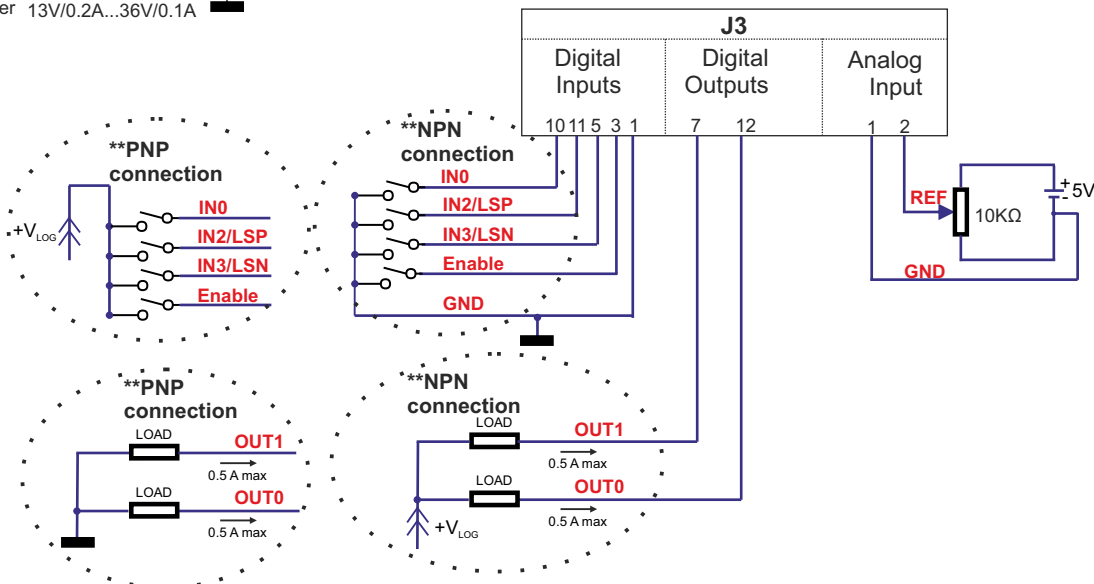 er 13V/0.2A...36V/0.1A
J3
Digital Inputs
Digital Outputs
Analog Input
10 11 5 3 1
7 12
1 2
**PNP connection
+VLOG
IN0
IN2/LSP
IN3/LSN
Enable
**NPN connection
IN0
IN2/LSP
IN3/LSN
Enable
GND
REF
10KΩ
+
-
5V
GND
**PNP connection
LOAD
OUT1
0.5 A max
LOAD
OUT0
0.5 A max
**NPN connection
LOAD
OUT1
0.5 A max
LOAD
OUT0
0.5 A max
+VLOG